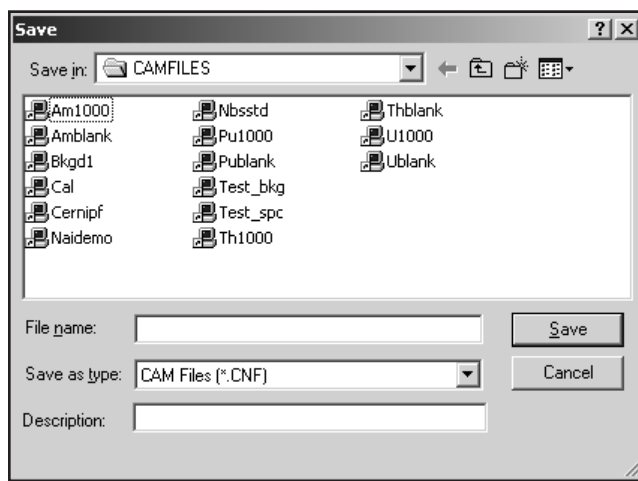 Save
Save in: CAMFILES
Am1000 Nbsstd Thblank
Amblank Pu1000 U1000
Bkgd1 Publank Ublank
Cal Test_bkg
Cernipf Test_spc
Naidemo Th1000
File name: Save
Save as type: CAM Files (*.CNF) Cancel
Description: